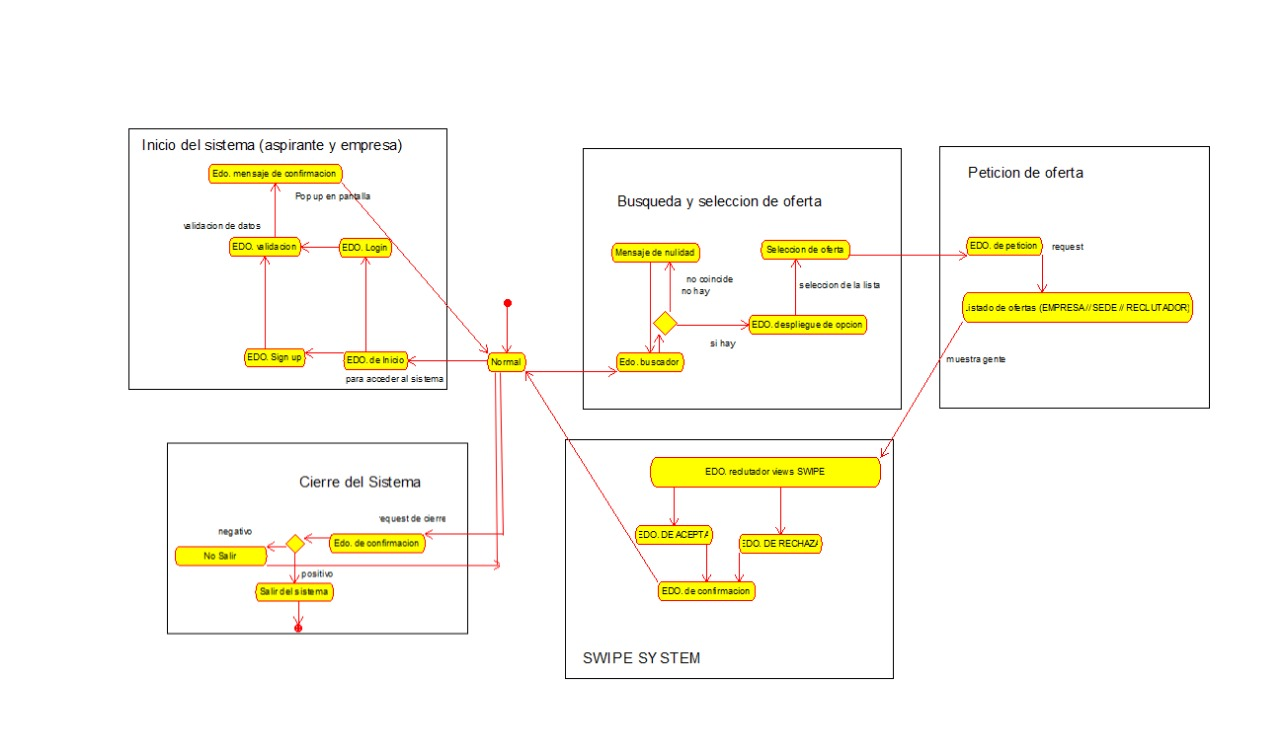 Inicio del sistema (aspirante y empresa)
Edo. mensaje de confirmacion
Pop up en pantalla
validacion de datos
EDO. validacion
EDO. Login
EDO. Sign up
EDO. de Inicio
para acceder al sistema
Normal
Busqueda y seleccion de oferta
Mensaje de nulidad
Seleccion de oferta
no coincide
no hay
seleccion de la lista
EDO. despliegue de opcion
si hay
Edo. buscador
Peticion de oferta
EDO. de peticion
request
.istado de ofertas (EMPRESA// SEDE // RECLUTADOR)
muestra gente
Cierre del Sistema
request de cierre
negativo
Edo. de confirmacion
No Salir
positivo
Salir del sistema
EDO. reclutador views SWIPE
EDO. DE ACEPTA
EDO. DE RECHAZA
EDO. de confirmacion
SWIPE SYSTEM